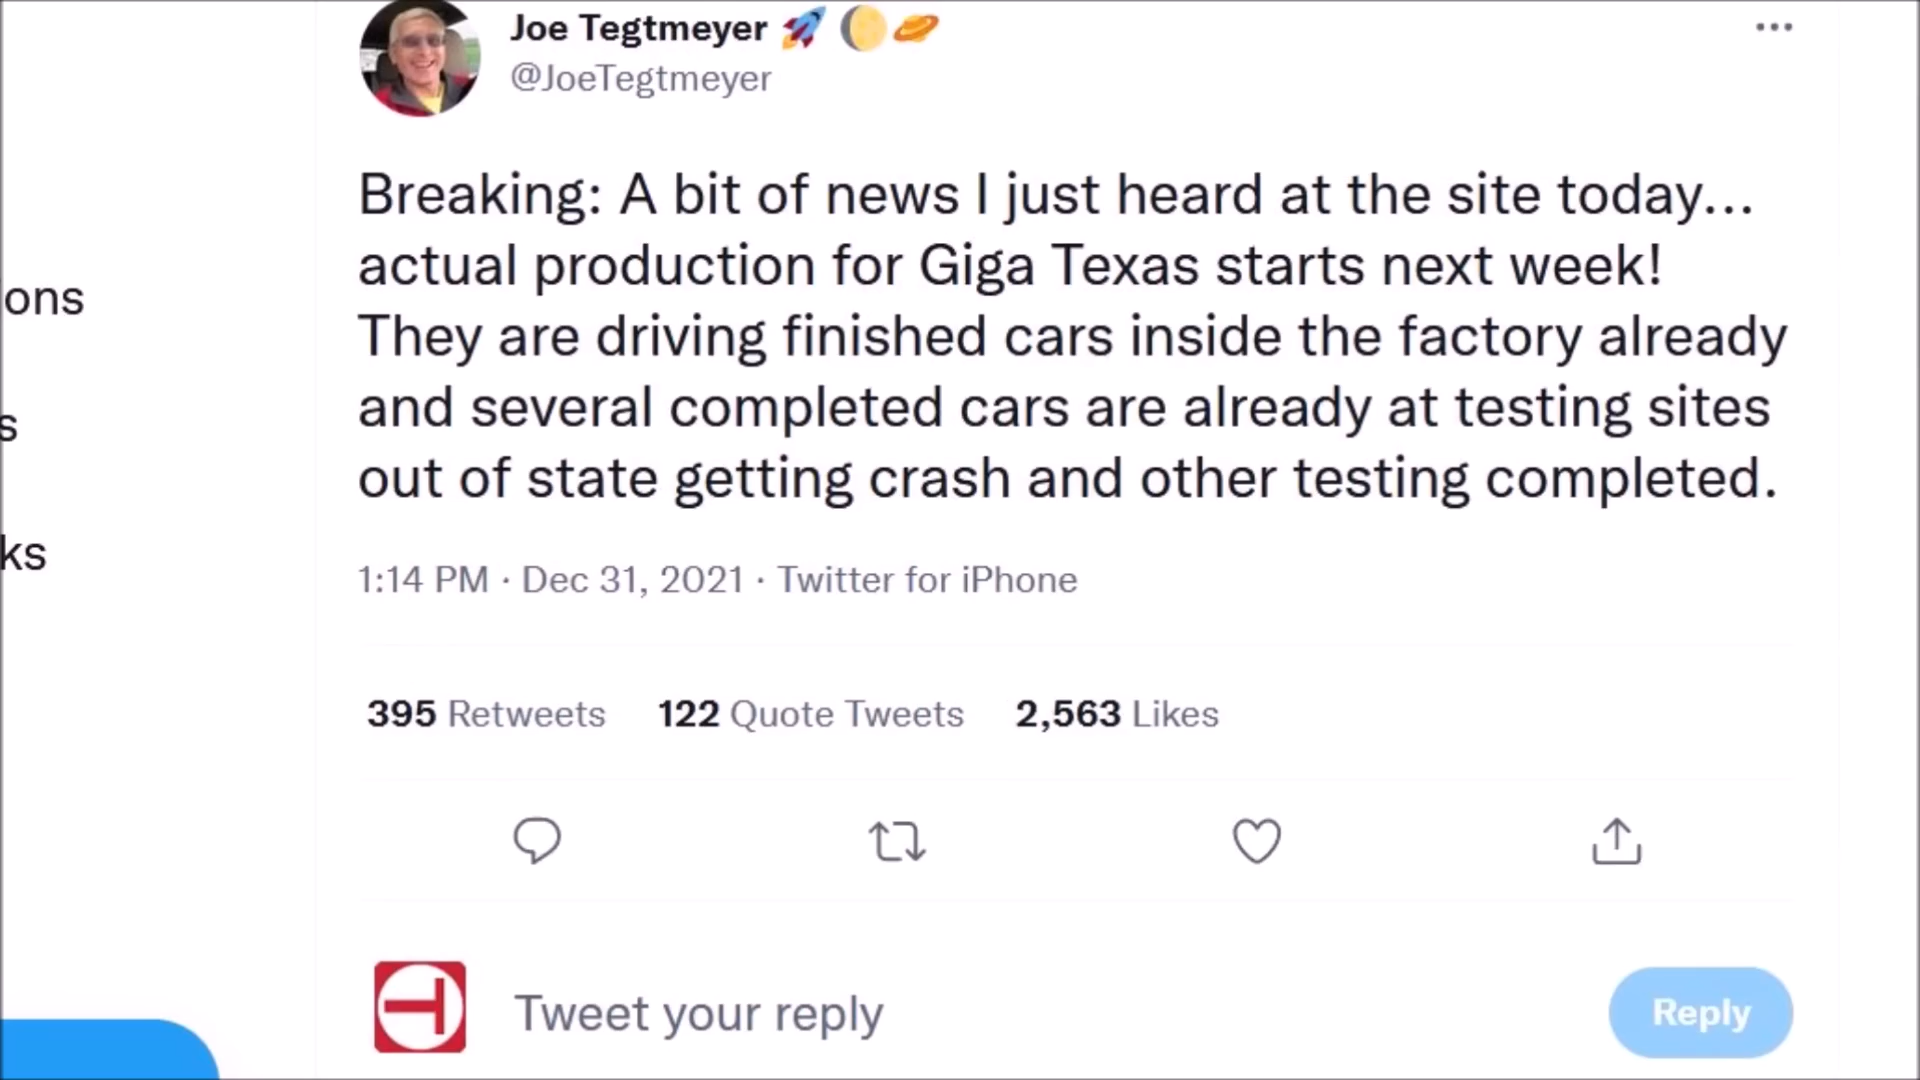 Joe Tegtmeyer 🚀 🌔🪐
@JoeTegtmeyer
Breaking: A bit of news I just heard at the site today...
actual production for Giga Texas starts next week!
They are driving finished cars inside the factory already
and several completed cars are already at testing sites
out of state getting crash and other testing completed.
1:14 PM · Dec 31, 2021 · Twitter for iPhone
395 Retweets 122 Quote Tweets 2,563 Likes
Tweet your reply
Reply
ons
s
ks